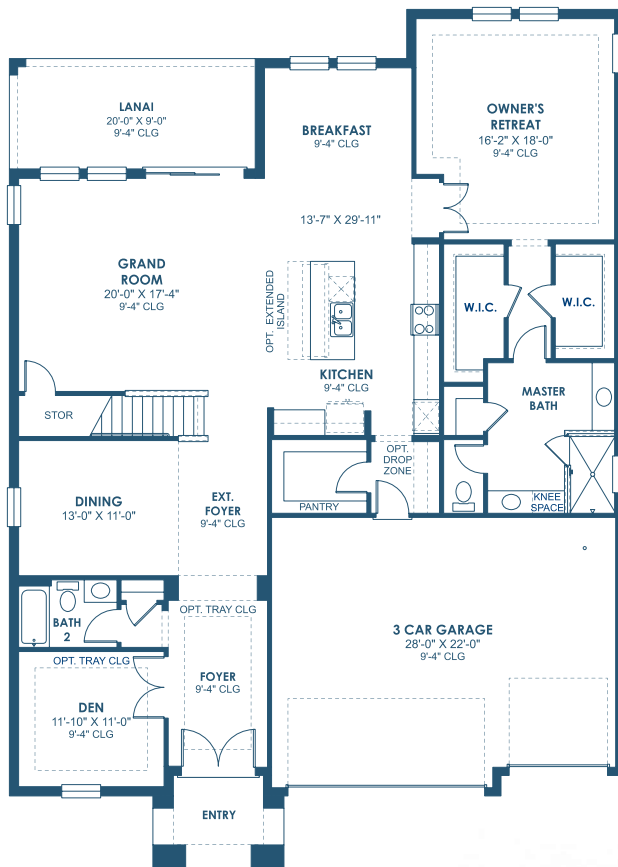 OWNER'S
RETREAT
16'-2" X 18'-0"
9'-4" CLG
LANAI
20'-0" X 9'-0"
9'-4" CLG
BREAKFAST
9'-4" CLG
13'-7" X 29'-11"
GRAND
ROOM
20'-0" X 17'-4"
9'-4" CLG
OPT. EXTENDED
ISLAND
W.I.C.
W.I.C.
KITCHEN
9'-4" CLG
MASTER
BATH
STOR
OPT.
DROP
ZONE
DINING
13'-0" X 11'-0"
EXT.
FOYER
9'-4" CLG
PANTRY
KNEE
SPACE
OPT. TRAY CLG
BATH
2
3 CAR GARAGE
28'-0" X 22'-0"
9'-4" CLG
OPT. TRAY CLG
FOYER
9'-4" CLG
DEN
11'-10" X 11'-0"
9'-4" CLG
ENTRY